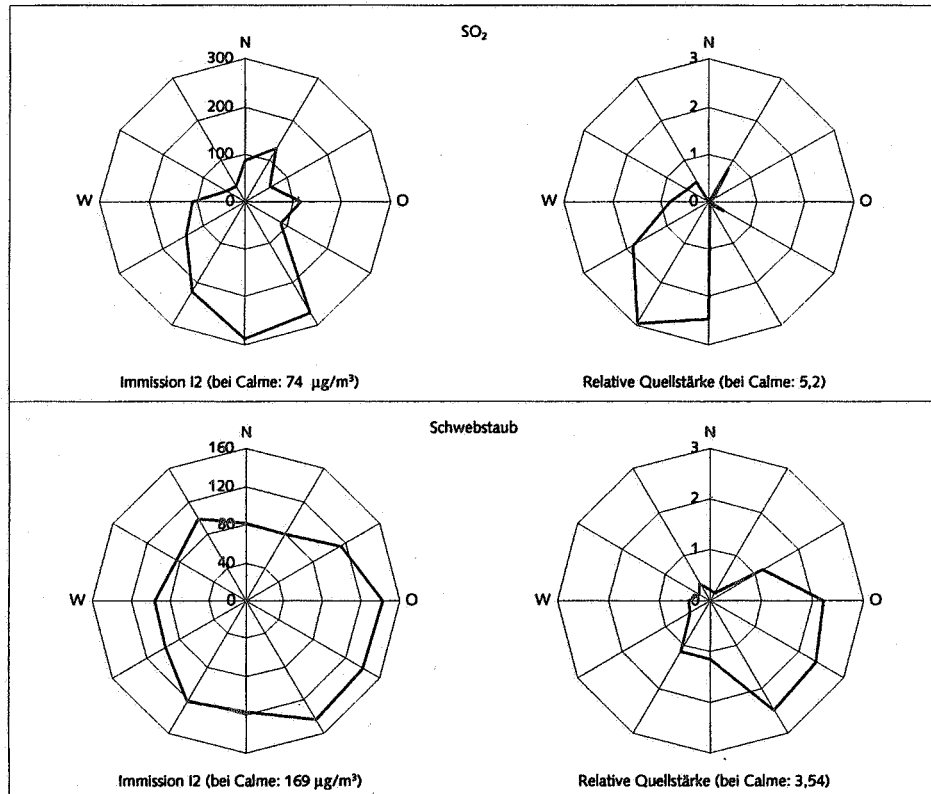 SO₂
N
300
200
100
W
0
O
Immission I2 (bei Calme: 74 µg/m³)
N
3
2
1
W
0
O
Relative Quellstärke (bei Calme: 5,2)
Schwebstaub
N
160
120
80
40
W
0
O
Immission I2 (bei Calme: 169 µg/m³)
N
3
2
1
W
0
O
Relative Quellstärke (bei Calme: 3,54)